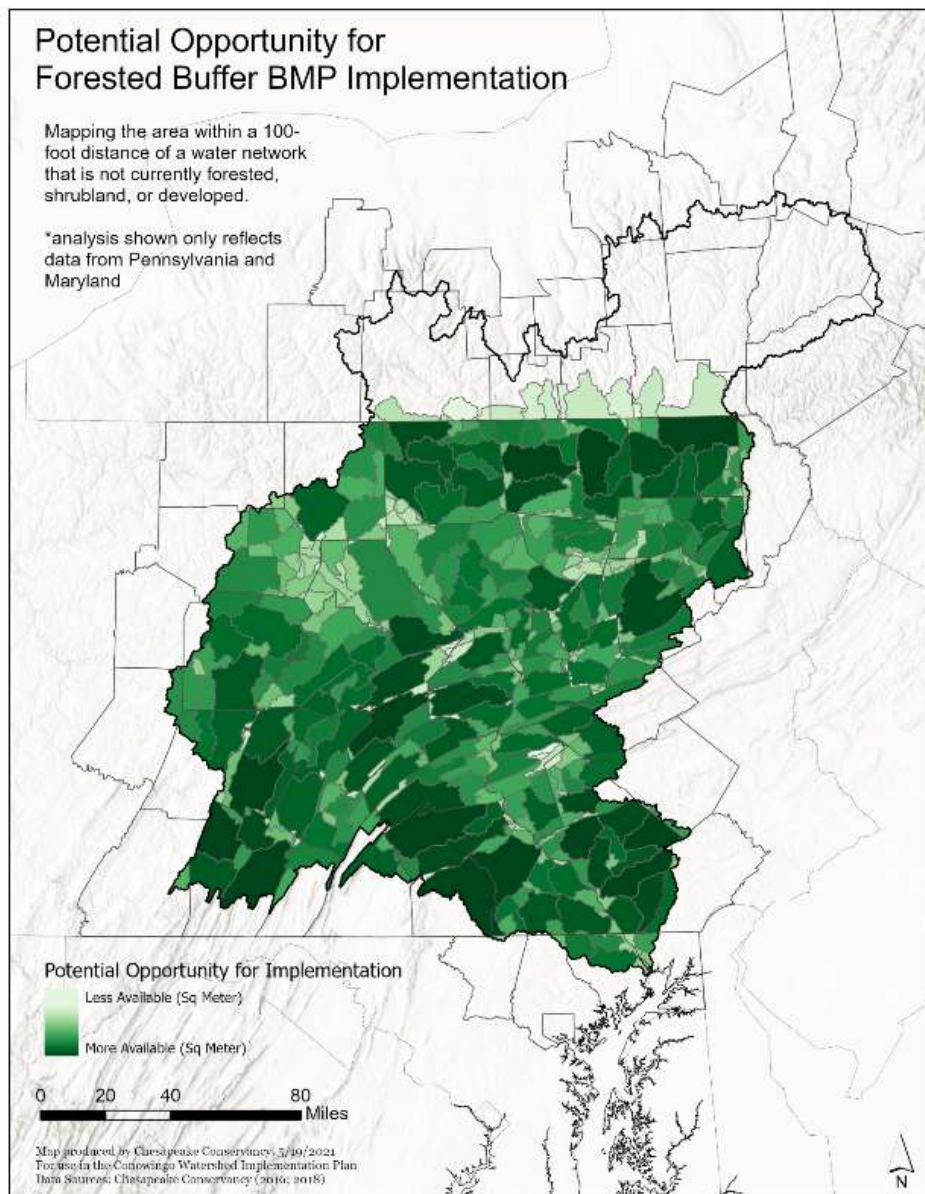 Potential Opportunity for
Forested Buffer BMP Implementation
Mapping the area within a 100-
foot distance of a water network
that is not currently forested,
shrubland, or developed.
*analysis shown only reflects
data from Pennsylvania and
Maryland
Potential Opportunity for Implementation
Less Available (Sq Meter)
More Available (Sq Meter)
0 20 40 80
Miles
Map produced by Chesapeake Conservancy, 5/19/2021
For use in the Conowingo Watershed Implementation Plan
Data Sources: Chesapeake Conservancy (2016; 2018)
N